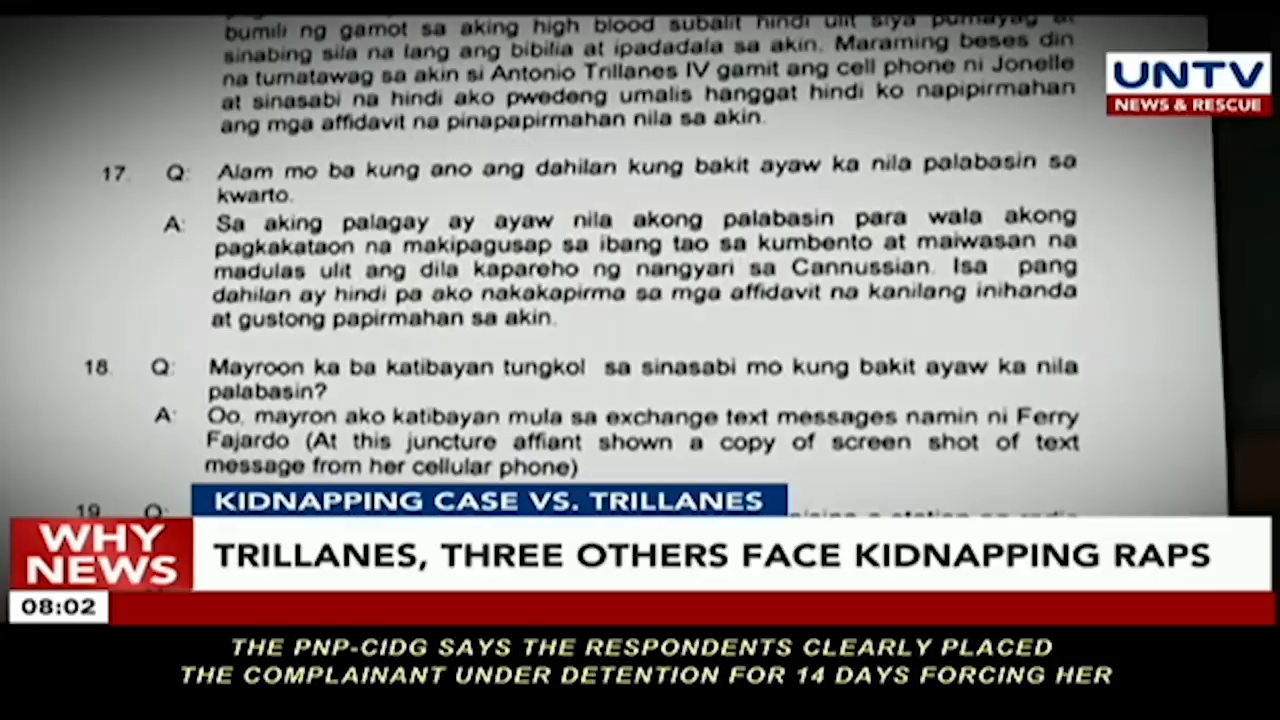 bumili ng gamot sa aking high blood subalit hindi ulit siya pumayag at
sinabing sila na lang ang bibilia at ipadadala sa akin. Maraming beses din
na tumatawag sa akin si Antonio Trillanes IV gamit ang cell phone ni Jonelle
at sinasabi na hindi ako pwedeng umalis hanggat hindi ko napipirmahan
ang mga affidavit na pinapapirmahan nila sa akin.
UNTV
NEWS & RESCUE
17. Q: Alam mo ba kung ano ang dahilan kung bakit ayaw ka nila palabasin sa
kwarto.
A: Sa aking palagay ay ayaw nila akong palabasin para wala akong
pagkakataon na makipagusap sa ibang tao sa kumbento at maiwasan na
madulas ulit ang dila kapareho ng nangyari sa Cannussian. Isa pang
dahilan ay hindi pa ako nakakapirma sa mga affidavit na kanilang inihanda
at gustong papirmahan sa akin.
18. Q: Mayroon ka ba katibayan tungkol sa sinasabi mo kung bakit ayaw ka nila
palabasin?
A: Oo, mayron ako katibayan mula sa exchange text messages namin ni Ferry
Fajardo (At this juncture affiant shown a copy of screen shot of text
message from her cellular phone)
19. Q:
KIDNAPPING CASE VS. TRILLANES
WHY
NEWS
TRILLANES, THREE OTHERS FACE KIDNAPPING RAPS
08:02
THE PNP-CIDG SAYS THE RESPONDENTS CLEARLY PLACED
THE COMPLAINANT UNDER DETENTION FOR 14 DAYS FORCING HER